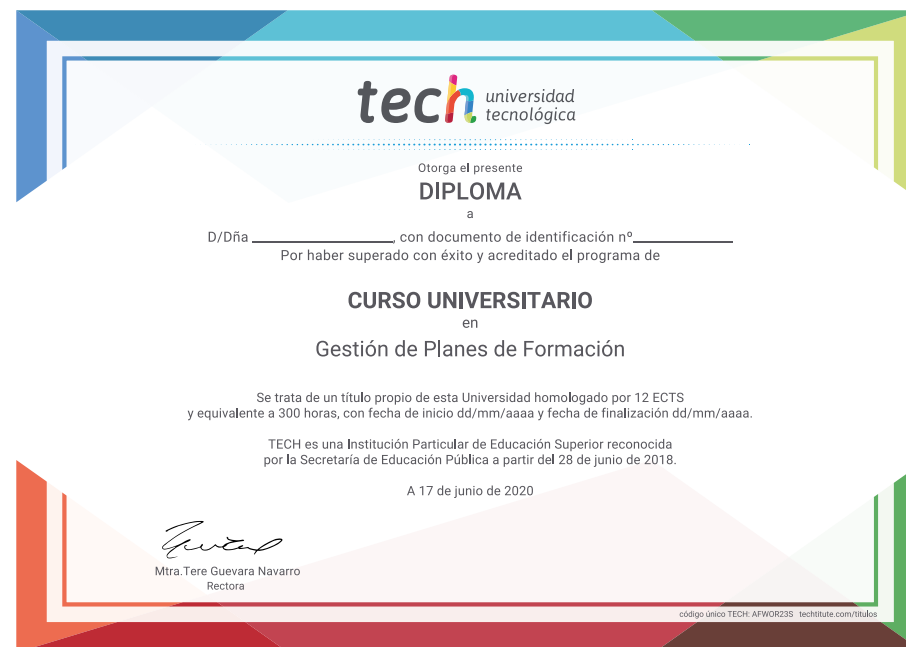 tech universidad
tecnológica
Otorga el presente
DIPLOMA
a
D/Dña ____________________, con documento de identificación nº______________
Por haber superado con éxito y acreditado el programa de
CURSO UNIVERSITARIO
en
Gestión de Planes de Formación
Se trata de un título propio de esta Universidad homologado por 12 ECTS
y equivalente a 300 horas, con fecha de inicio dd/mm/aaaa y fecha de finalización dd/mm/aaaa.
TECH es una Institución Particular de Educación Superior reconocida
por la Secretaría de Educación Pública a partir del 28 de junio de 2018.
A 17 de junio de 2020
Mtra.Tere Guevara Navarro
Rectora
código único TECH: AFWOR23S techtitute.com/titulos